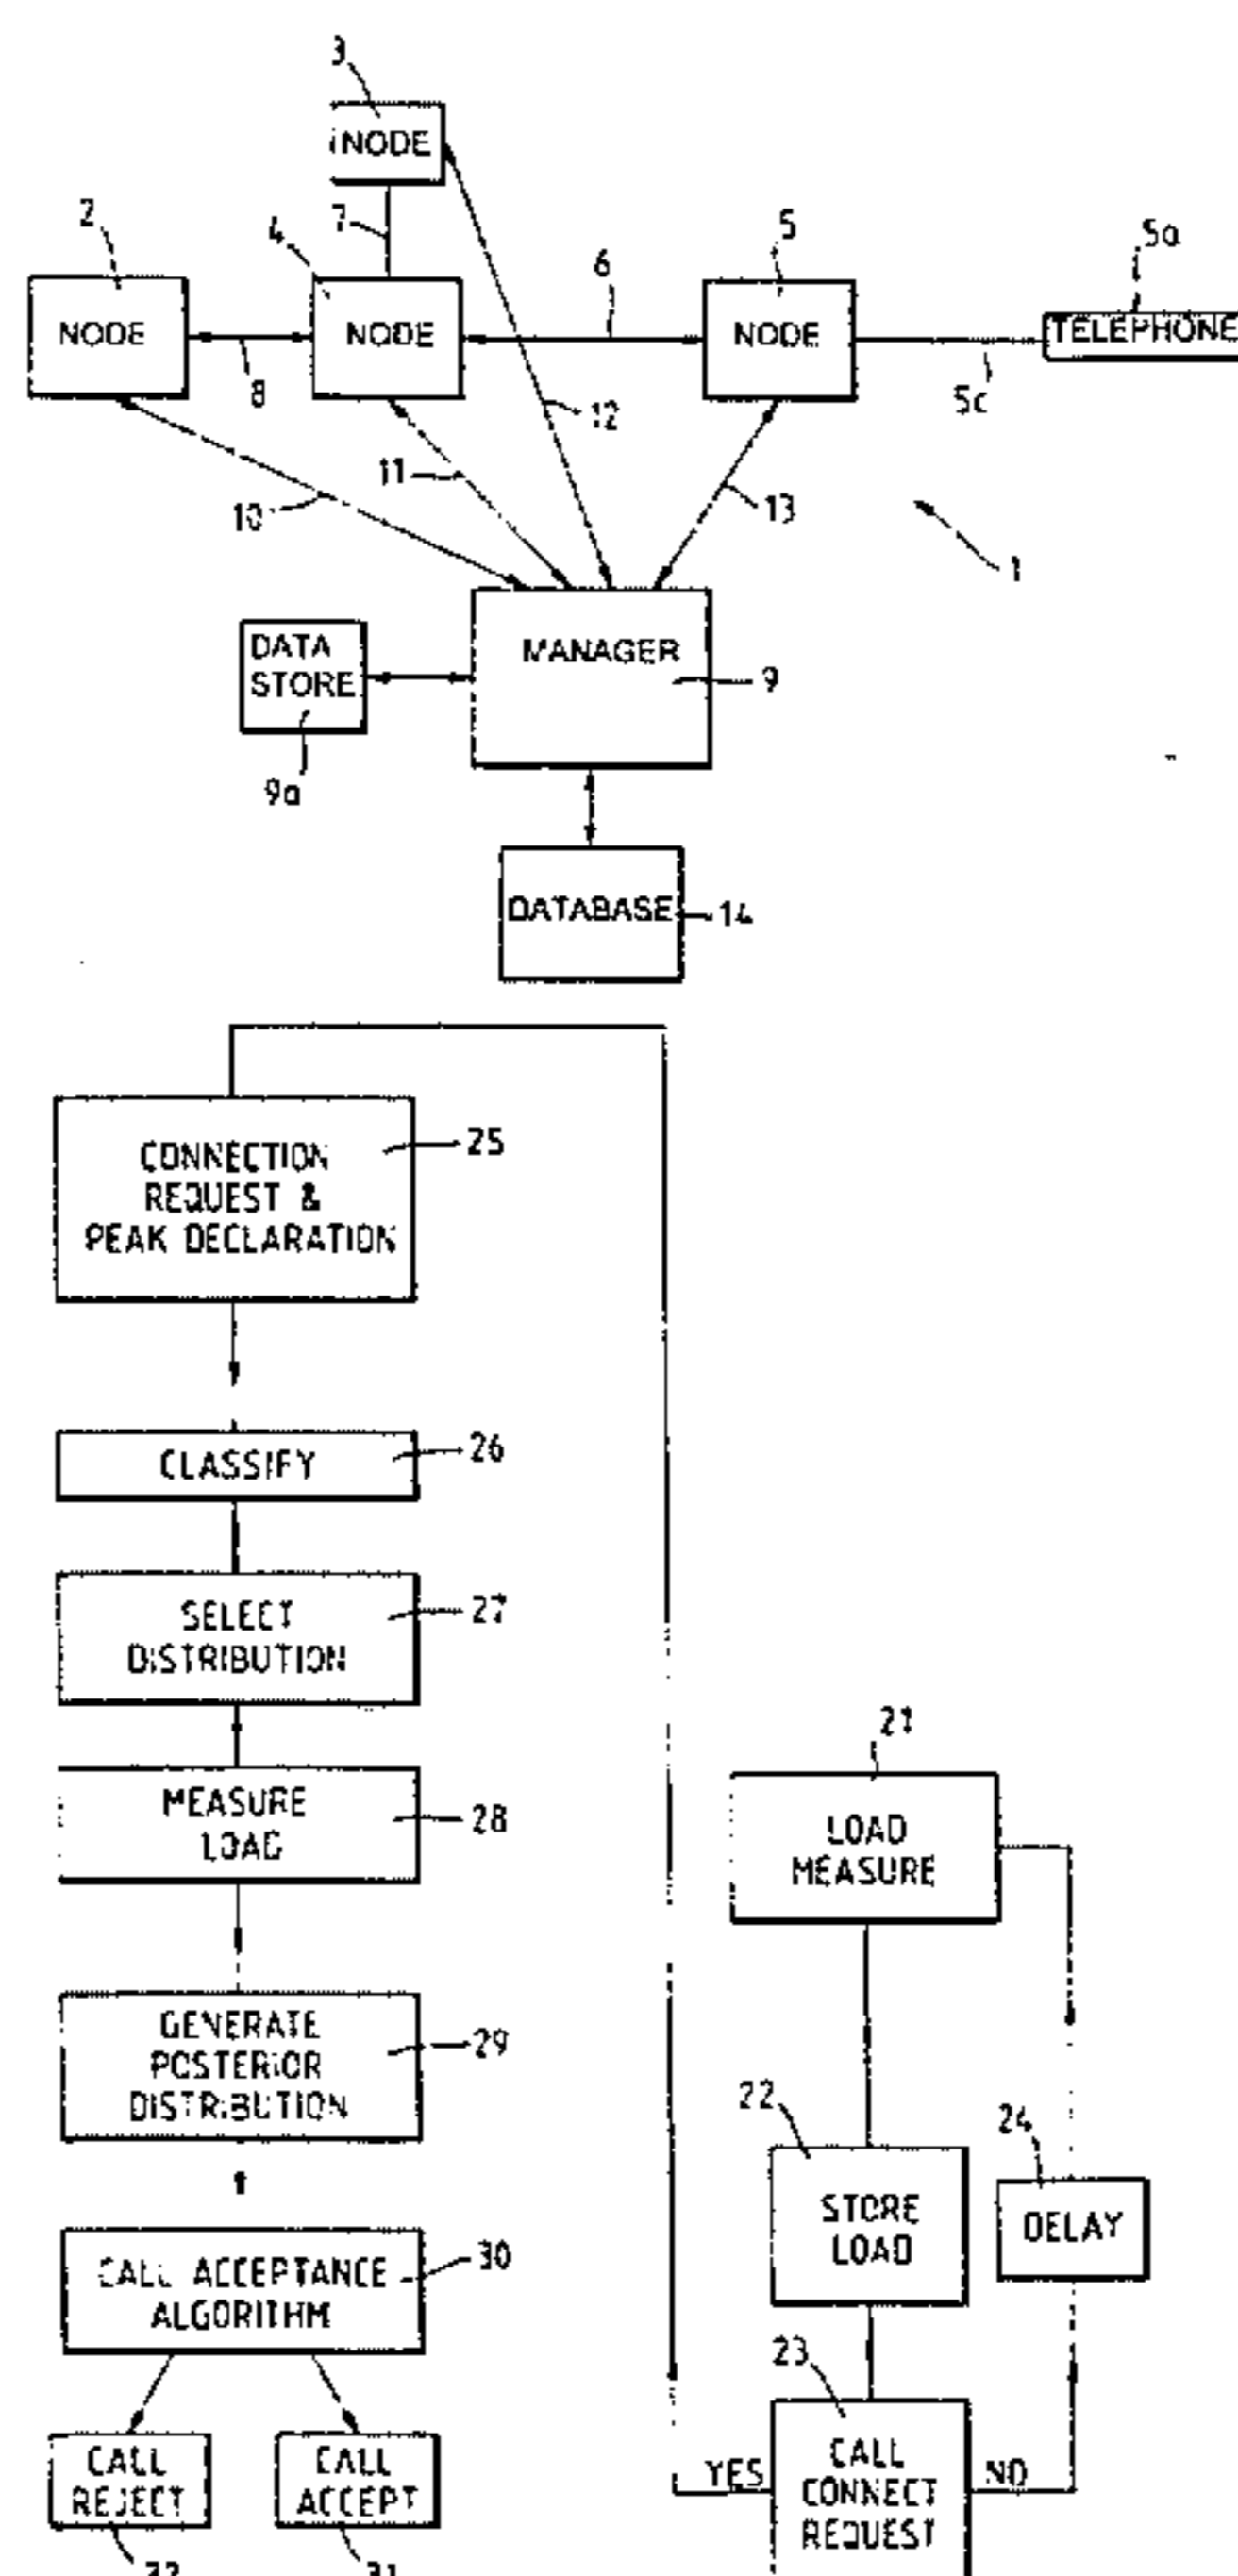 3
NODE
2
4
7
5
5a
6
NODE
NODE
NODE
TELEPHONE
8
12
5c
11
10
13
1
DATA
STORE
MANAGER
9
9a
DATABASE
14
CONNECTION
REQUEST &
PEAK DECLARATION
25
CLASSIFY
26
SELECT
DISTRIBUTION
27
MEASURE
LOAD
28
GENERATE
POSTERIOR
DISTRIBUTION
29
CALL ACCEPTANCE
ALGORITHM
30
CALL
REJECT
CALL
ACCEPT
32
31
21
LOAD
MEASURE
22
STORE
LOAD
24
DELAY
23
YES
CALL
CONNECT
REQUEST
NO